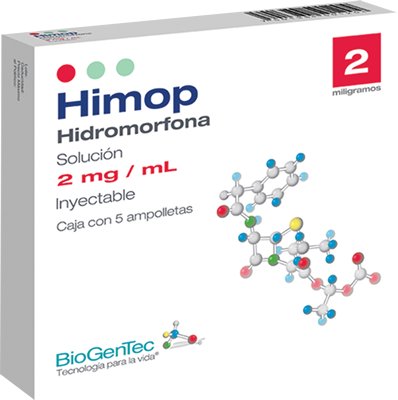 2
miligramos
Himop
Hidromorfona
Solución
2 mg / mL
Inyectable
Caja con 5 ampolletas
BioGenTec
Tecnología para la vida®